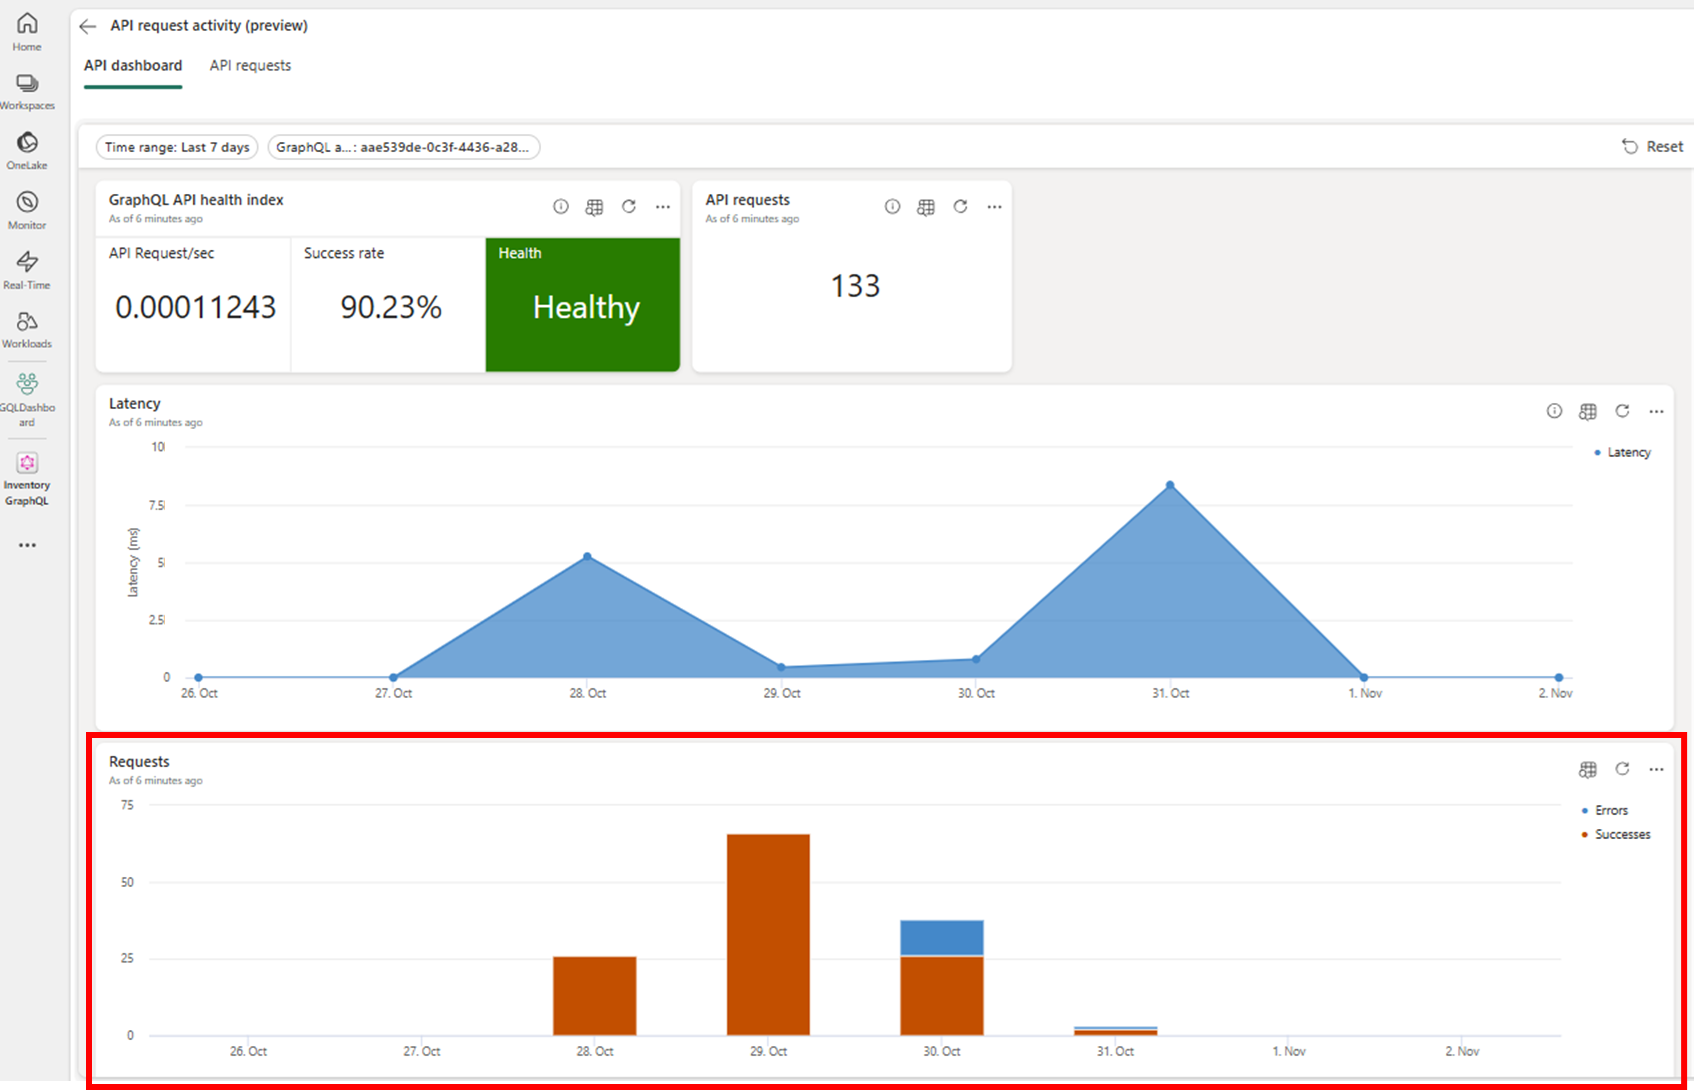 Home
Workspaces
OneLake
Monitor
Real-Time
Workloads
GQLDashbo
ard
Inventory
GraphQL
API request activity (preview)
API dashboard API requests
Time range: Last 7 days GraphQL a...: aae539de-0c3f-4436-a28... Reset
GraphQL API health index
As of 6 minutes ago
API Request/sec Success rate Health
0.00011243 90.23% Healthy
API requests
As of 6 minutes ago
133
Latency
As of 6 minutes ago
Latency (ms)
10
7.5
5
2.5
0
26. Oct 27. Oct 28. Oct 29. Oct 30. Oct 31. Oct 1. Nov 2. Nov
Latency
Requests
As of 6 minutes ago
75
50
25
0
26. Oct 27. Oct 28. Oct 29. Oct 30. Oct 31. Oct 1. Nov 2. Nov
Errors
Successes